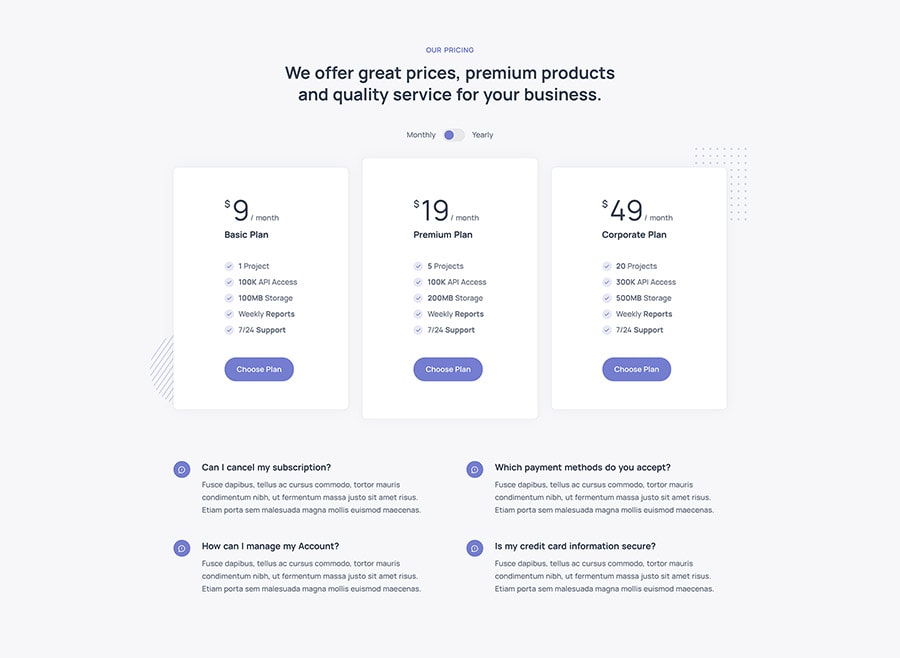 OUR PRICING
We offer great prices, premium products
and quality service for your business.
Monthly Yearly
$9 / month
Basic Plan
1 Project
100K API Access
100MB Storage
Weekly Reports
7/24 Support
Choose Plan
$19 / month
Premium Plan
5 Projects
100K API Access
200MB Storage
Weekly Reports
7/24 Support
Choose Plan
$49 / month
Corporate Plan
20 Projects
300K API Access
500MB Storage
Weekly Reports
7/24 Support
Choose Plan
Can I cancel my subscription?
Fusce dapibus, tellus ac cursus commodo, tortor mauris
condimentum nibh, ut fermentum massa justo sit amet risus.
Etiam porta sem malesuada magna mollis euismod maecenas.
Which payment methods do you accept?
Fusce dapibus, tellus ac cursus commodo, tortor mauris
condimentum nibh, ut fermentum massa justo sit amet risus.
Etiam porta sem malesuada magna mollis euismod maecenas.
How can I manage my Account?
Fusce dapibus, tellus ac cursus commodo, tortor mauris
condimentum nibh, ut fermentum massa justo sit amet risus.
Etiam porta sem malesuada magna mollis euismod maecenas.
Is my credit card information secure?
Fusce dapibus, tellus ac cursus commodo, tortor mauris
condimentum nibh, ut fermentum massa justo sit amet risus.
Etiam porta sem malesuada magna mollis euismod maecenas.